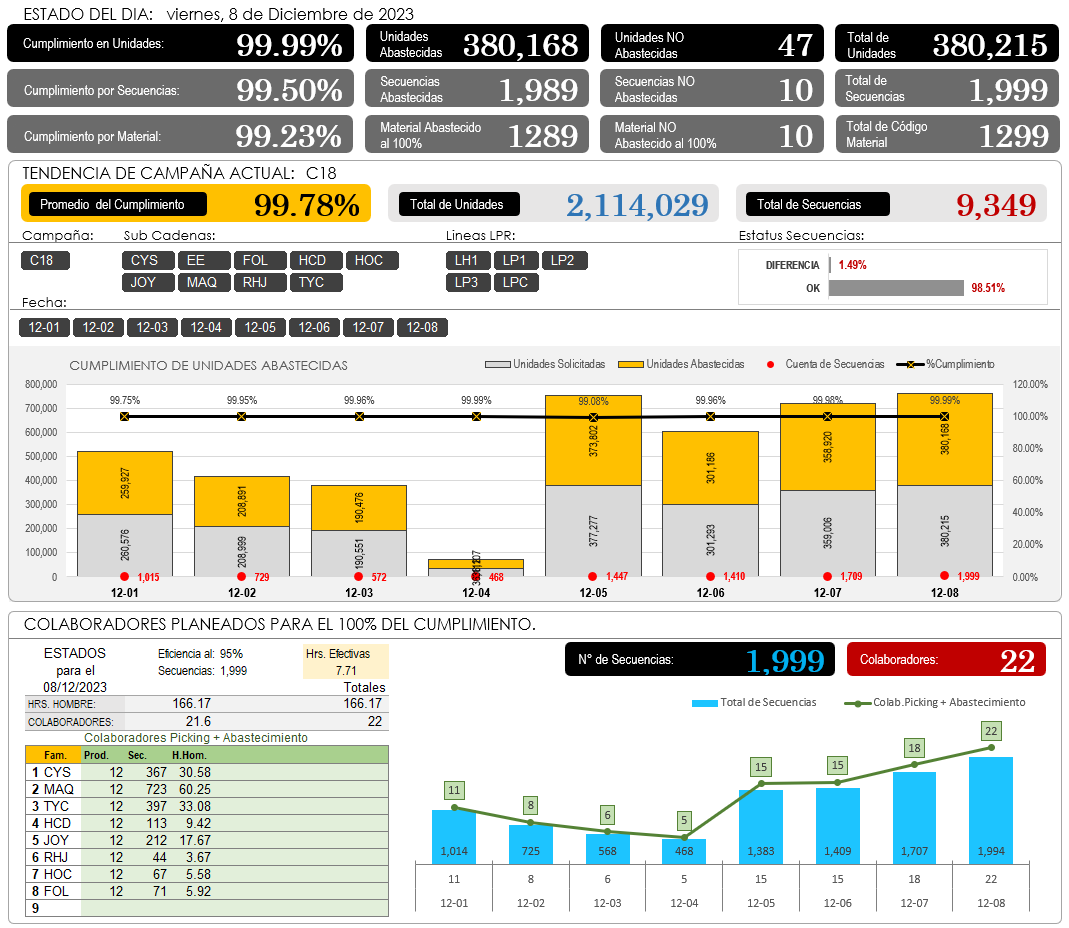 ESTADO DEL DIA: viernes, 8 de Diciembre de 2023
Cumplimiento en Unidades: 99.99%
Unidades Abastecidas 380,168
Unidades NO Abastecidas 47
Total de Unidades 380,215
Cumplimiento por Secuencias: 99.50%
Secuencias Abastecidas 1,989
Secuencias NO Abastecidas 10
Total de Secuencias 1,999
Cumplimiento por Material: 99.23%
Material Abastecido al 100% 1289
Material NO Abastecido al 100% 10
Total de Código Material 1299
TENDENCIA DE CAMPAÑA ACTUAL: C18
Promedio del Cumplimiento 99.78%
Total de Unidades 2,114,029
Total de Secuencias 9,349
Campaña: Sub Cadenas: Lineas LPR: Estatus Secuencias:
C18 CYS EE FOL HCD HOC LH1 LP1 LP2
JOY MAQ RHJ TYC LP3 LPC
DIFERENCIA 1.49%
OK 98.51%
Fecha:
12-01 12-02 12-03 12-04 12-05 12-06 12-07 12-08
CUMPLIMIENTO DE UNIDADES ABASTECIDAS
Unidades Solicitadas Unidades Abastecidas Cuenta de Secuencias %Cumplimiento
800,000 120.00%
700,000 100.00%
600,000 80.00%
500,000 60.00%
400,000 40.00%
300,000 20.00%
200,000 0.00%
100,000
0
99.75% 99.95% 99.96% 99.99% 99.08% 99.96% 99.98% 99.99%
259,927 208,891 190,476 373,802 301,186 358,920 380,168
260,576 208,999 190,551 377,277 301,293 359,006 380,215
1,015 729 572 468 1,447 1,410 1,709 1,999
12-01 12-02 12-03 12-04 12-05 12-06 12-07 12-08
COLABORADORES PLANEADOS PARA EL 100% DEL CUMPLIMIENTO.
ESTADOS
para el
08/12/2023
Eficiencia al: 95%
Secuencias: 1,999
Hrs. Efectivas
7.71
Totales
HRS. HOMBRE: 166.17 166.17
COLABORADORES: 21.6 22
Colaboradores Picking + Abastecimiento
Fam. Prod. Sec. H.Hom.
1 CYS 12 367 30.58
2 MAQ 12 723 60.25
3 TYC 12 397 33.08
4 HCD 12 113 9.42
5 JOY 12 212 17.67
6 RHJ 12 44 3.67
7 HOC 12 67 5.58
8 FOL 12 71 5.92
9
N° de Secuencias: 1,999
Colaboradores: 22
Total de Secuencias Colab.Picking + Abastecimiento
11 8 6 5 15 15 18 22
1,014 725 568 468 1,383 1,409 1,707 1,994
11 8 6 5 15 15 18 22
12-01 12-02 12-03 12-04 12-05 12-06 12-07 12-08